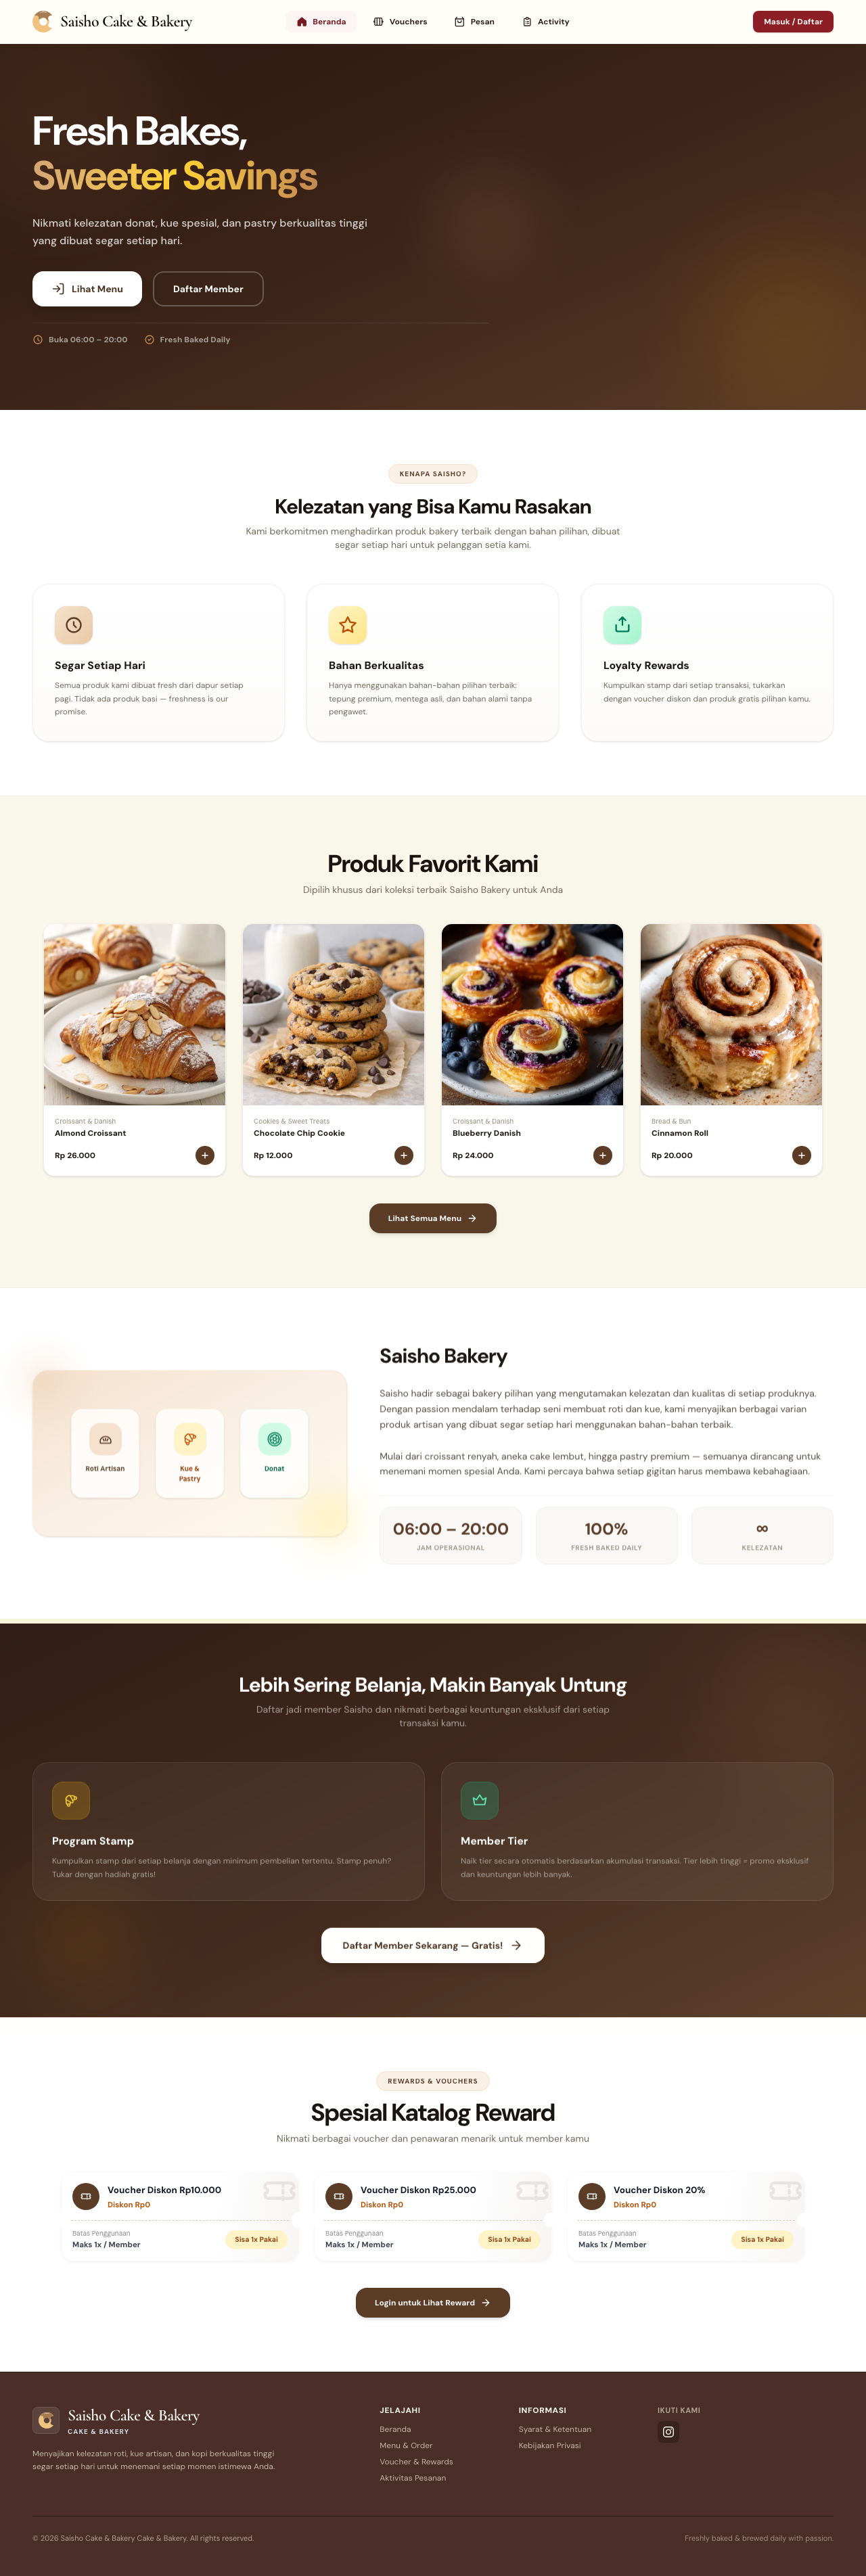 Saisho Cake & Bakery
Beranda
Vouchers
Pesan
Activity
Masuk / Daftar
Fresh Bakes,
Sweeter Savings
Nikmati kelezatan donat, kue spesial, dan pastry berkualitas tinggi
yang dibuat segar setiap hari.
Lihat Menu
Daftar Member
Buka 06:00 – 20:00
Fresh Baked Daily
KENAPA SAISHO?
Kelezatan yang Bisa Kamu Rasakan
Kami berkomitmen menghadirkan produk bakery terbaik dengan bahan pilihan, dibuat
segar setiap hari untuk pelanggan setia kami.
Segar Setiap Hari
Semua produk kami dibuat fresh dari dapur setiap
pagi. Tidak ada produk basi — freshness is our
promise.
Bahan Berkualitas
Hanya menggunakan bahan-bahan pilihan terbaik:
tepung premium, mentega asli, dan bahan alami tanpa
pengawet.
Loyalty Rewards
Kumpulkan stamp dari setiap transaksi, tukarkan
dengan voucher diskon dan produk gratis pilihan kamu.
Produk Favorit Kami
Dipilih khusus dari koleksi terbaik Saisho Bakery untuk Anda
Croissant & Danish
Almond Croissant
Rp 26.000
Cookies & Sweet Treats
Chocolate Chip Cookie
Rp 12.000
Croissant & Danish
Blueberry Danish
Rp 24.000
Bread & Bun
Cinnamon Roll
Rp 20.000
Lihat Semua Menu
Roti Artisan
Kue &
Pastry
Donat
Saisho Bakery
Saisho hadir sebagai bakery pilihan yang mengutamakan kelezatan dan kualitas di setiap produknya.
Dengan passion mendalam terhadap seni membuat roti dan kue, kami menyajikan berbagai varian
produk artisan yang dibuat segar setiap hari menggunakan bahan-bahan terbaik.
Mulai dari croissant renyah, aneka cake lembut, hingga pastry premium — semuanya dirancang untuk
menemani momen spesial Anda. Kami percaya bahwa setiap gigitan harus membawa kebahagiaan.
06:00 – 20:00
JAM OPERASIONAL
100%
FRESH BAKED DAILY
∞
KELEZATAN
Lebih Sering Belanja, Makin Banyak Untung
Daftar jadi member Saisho dan nikmati berbagai keuntungan eksklusif dari setiap
transaksi kamu.
Program Stamp
Kumpulkan stamp dari setiap belanja dengan minimum pembelian tertentu. Stamp penuh?
Tukar dengan hadiah gratis!
Member Tier
Naik tier secara otomatis berdasarkan akumulasi transaksi. Tier lebih tinggi = promo eksklusif
dan keuntungan lebih banyak.
Daftar Member Sekarang — Gratis!
REWARDS & VOUCHERS
Spesial Katalog Reward
Nikmati berbagai voucher dan penawaran menarik untuk member kamu
Voucher Diskon Rp10.000
Diskon Rp0
Batas Penggunaan
Maks 1x / Member
Sisa 1x Pakai
Voucher Diskon Rp25.000
Diskon Rp0
Batas Penggunaan
Maks 1x / Member
Sisa 1x Pakai
Voucher Diskon 20%
Diskon Rp0
Batas Penggunaan
Maks 1x / Member
Sisa 1x Pakai
Login untuk Lihat Reward
Saisho Cake & Bakery
CAKE & BAKERY
Menyajikan kelezatan roti, kue artisan, dan kopi berkualitas tinggi
segar setiap hari untuk menemani setiap momen istimewa Anda.
JELAJAHI
Beranda
Menu & Order
Voucher & Rewards
Aktivitas Pesanan
INFORMASI
Syarat & Ketentuan
Kebijakan Privasi
IKUTI KAMI
© 2026 Saisho Cake & Bakery Cake & Bakery. All rights reserved.
Freshly baked & brewed daily with passion.